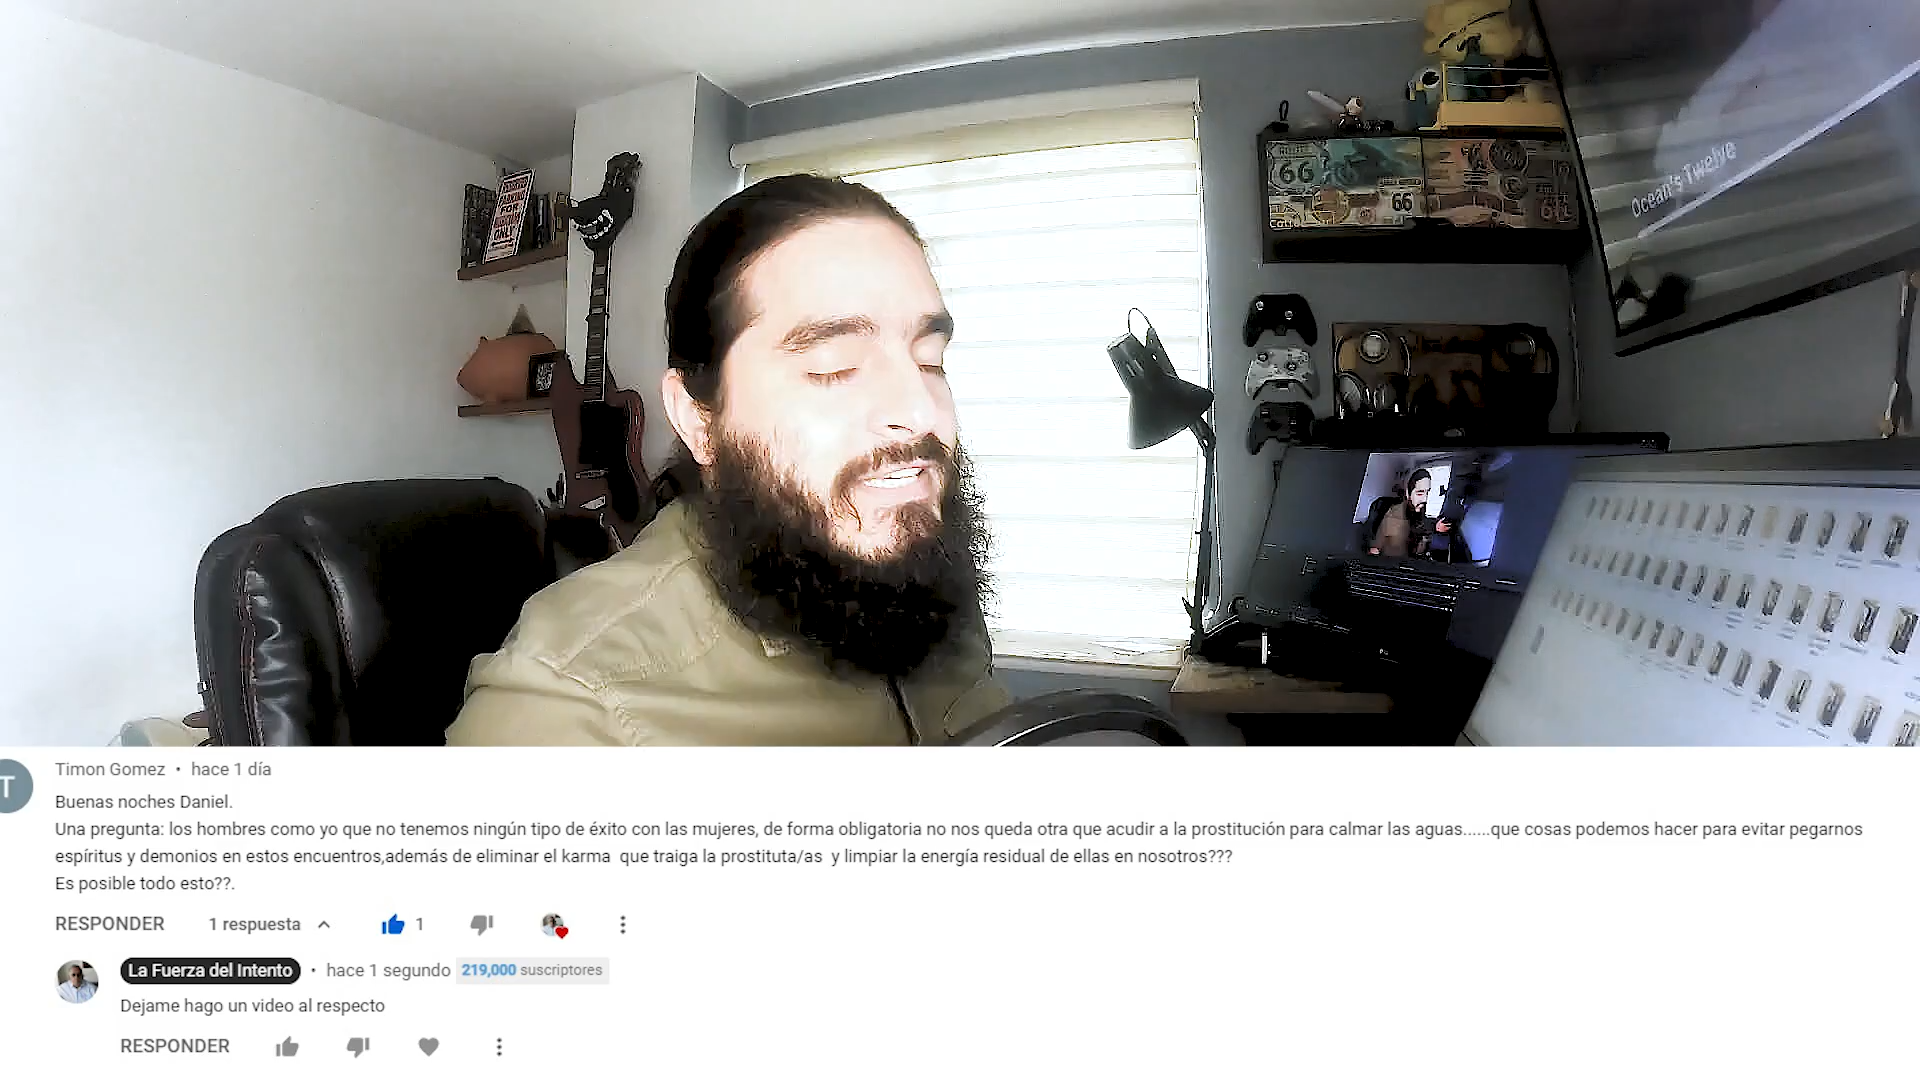 FOR
ONLY
ROUTE
66
66
Ocean's Twelve
T
Timon Gomez • hace 1 día
Buenas noches Daniel.
Una pregunta: los hombres como yo que no tenemos ningún tipo de éxito con las mujeres, de forma obligatoria no nos queda otra que acudir a la prostitución para calmar las aguas......que cosas podemos hacer para evitar pegarnos
espíritus y demonios en estos encuentros,además de eliminar el karma que traiga la prostituta/as y limpiar la energía residual de ellas en nosotros???
Es posible todo esto??.
RESPONDER 1 respuesta 1
La Fuerza del Intento • hace 1 segundo 219,000 suscriptores
Dejame hago un video al respecto
RESPONDER